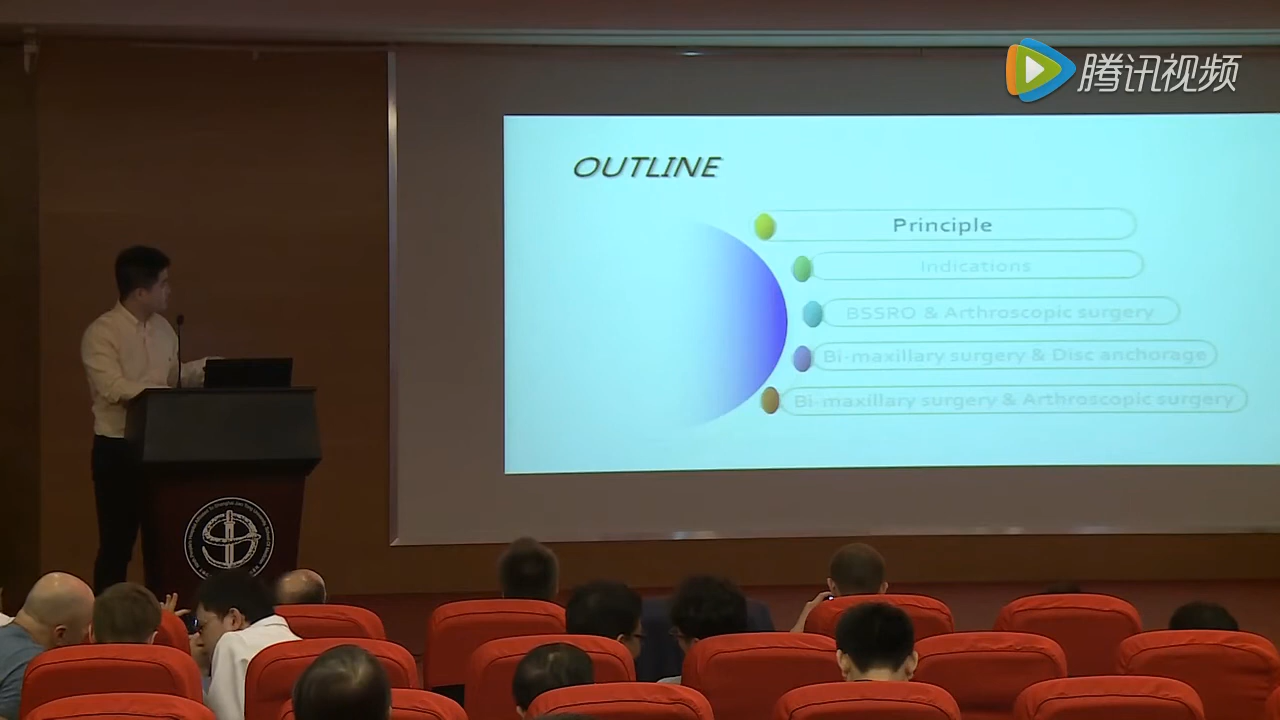 腾讯视频
OUTLINE
Principle
Indications
BSSRO & Arthroscopic surgery
Bi-maxillary surgery & Disc anchorage
Bi-maxillary surgery & Arthroscopic surgery